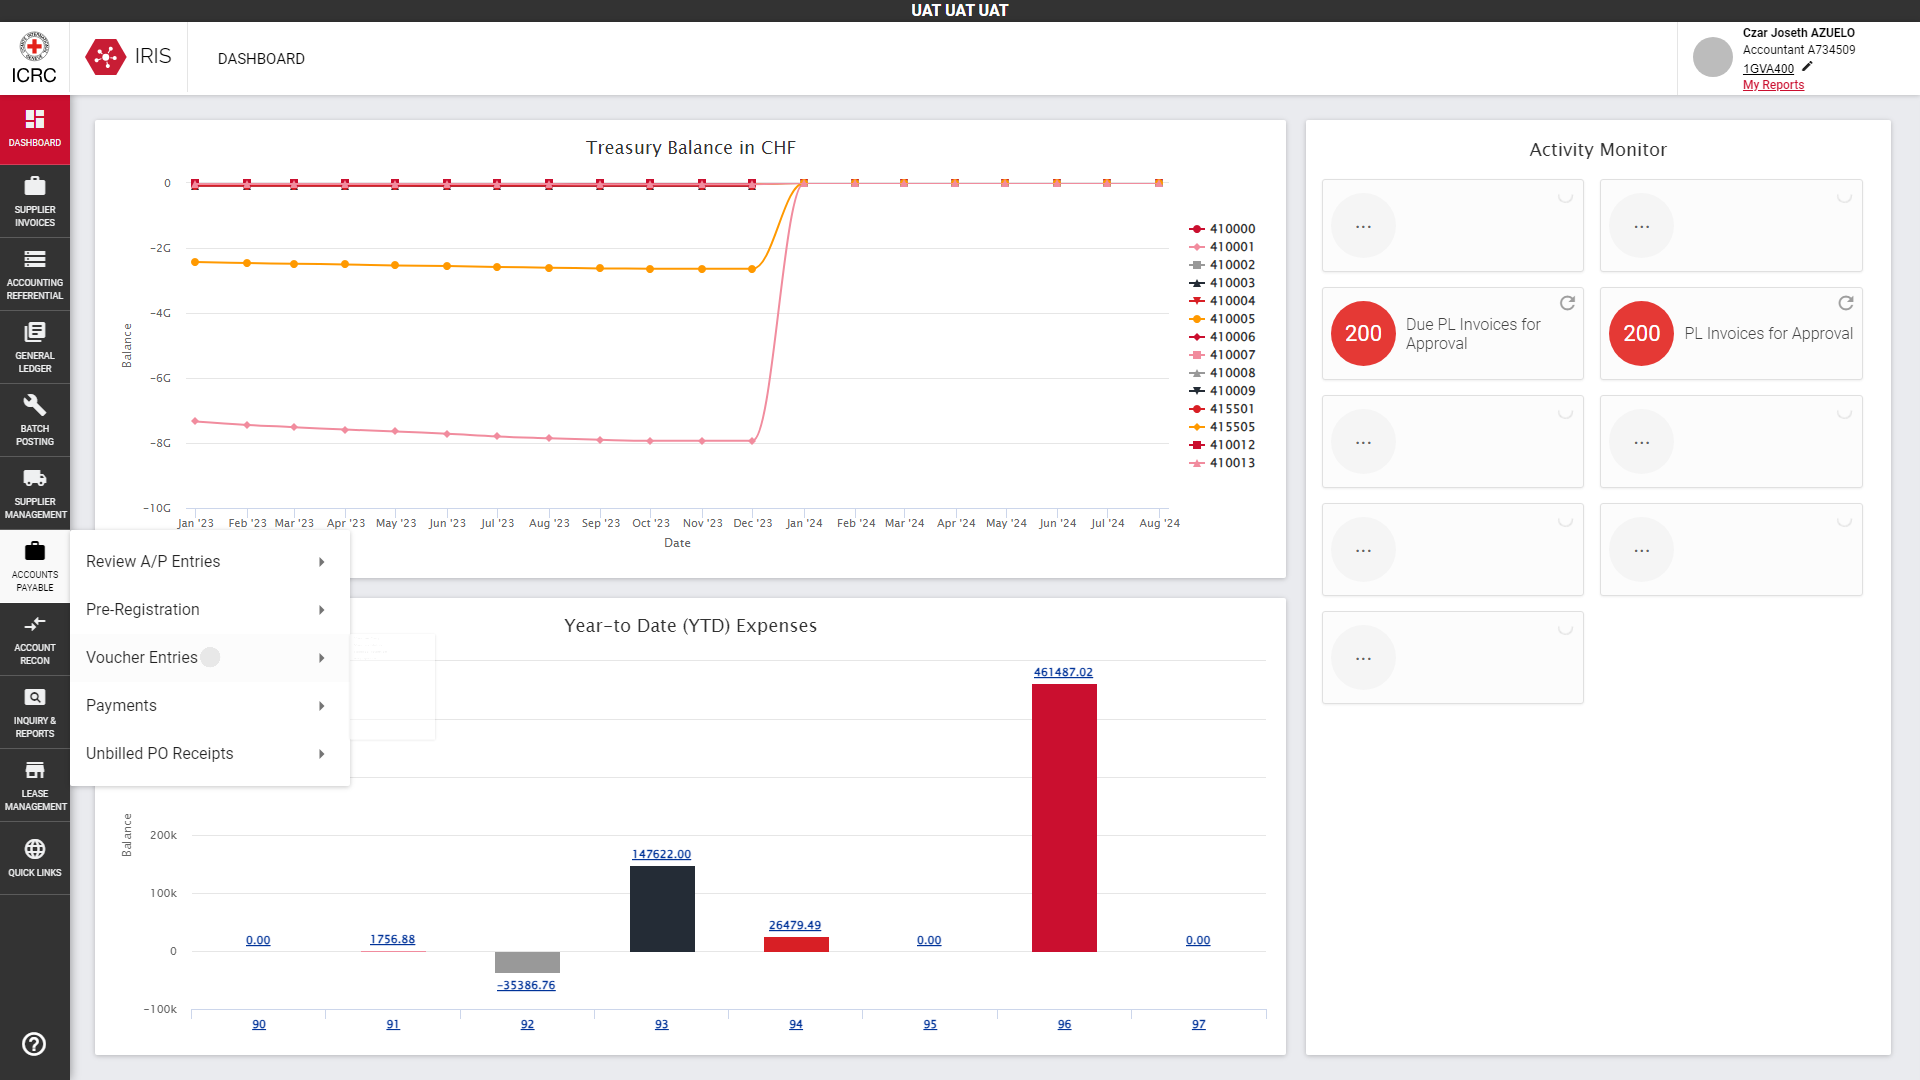 UAT UAT UAT
ICRC
IRIS
DASHBOARD
Czar Joseth AZUELO
Accountant A734509
1GVA400
My Reports
DASHBOARD
SUPPLIER
INVOICES
ACCOUNTING
REFERENTIAL
GENERAL
LEDGER
BATCH
POSTING
SUPPLIER
MANAGEMENT
ACCOUNTS
PAYABLE
ACCOUNT
RECON
INQUIRY &
REPORTS
LEASE
MANAGEMENT
QUICK LINKS
Review A/P Entries
Pre-Registration
Voucher Entries
Payments
Unbilled PO Receipts
Treasury Balance in CHF
Balance
0
-2G
-4G
-6G
-8G
-10G
Jan '23 Feb '23 Mar '23 Apr '23 May '23 Jun '23 Jul '23 Aug '23 Sep '23 Oct '23 Nov '23 Dec '23 Jan '24 Feb '24 Mar '24 Apr '24 May '24 Jun '24 Jul '24 Aug '24
Date
410000
410001
410002
410003
410004
410005
410006
410007
410008
410009
415501
415505
410012
410013
Year-to Date (YTD) Expenses
Balance
200k
100k
0
-100k
0.00
1756.88
-35386.76
147622.00
26479.49
0.00
461487.02
0.00
90 91 92 93 94 95 96 97
Activity Monitor
...
...
200 Due PL Invoices for
Approval
200 PL Invoices for Approval
...
...
...
...
...